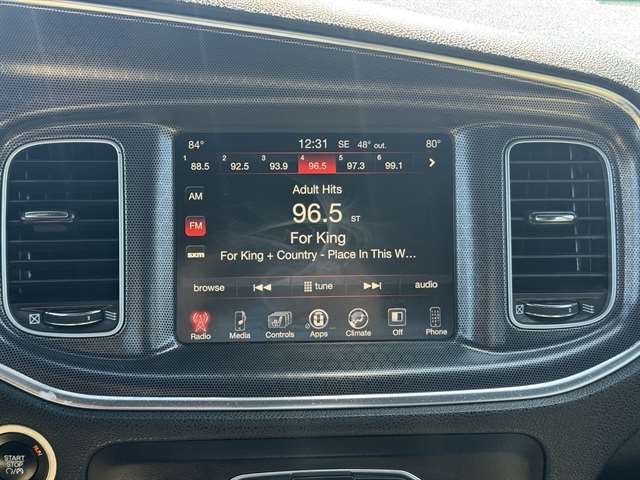 84° 12:31 SE 48° out. 80°
1 88.5 2 92.5 3 93.9 4 96.5 5 97.3 6 99.1
Adult Hits
AM
96.5 ST
FM
For King
sxm For King + Country - Place In This W...
browse tune audio
Radio Media Controls Apps Climate Off Phone
RUN
START
STOP